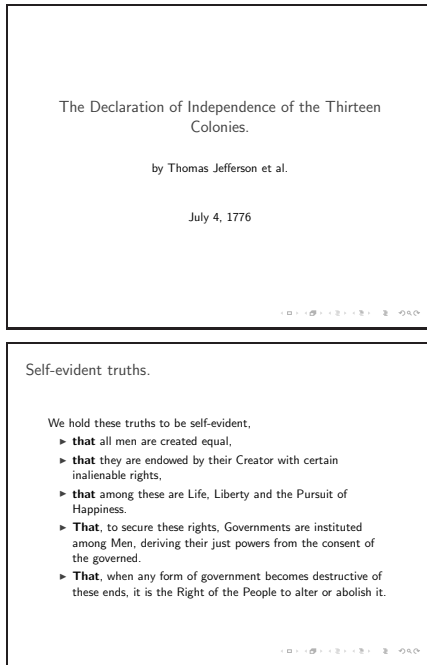 The Declaration of Independence of the Thirteen
Colonies.
by Thomas Jefferson et al.
July 4, 1776
Self-evident truths.
We hold these truths to be self-evident,
► that all men are created equal,
► that they are endowed by their Creator with certain
inalienable rights,
► that among these are Life, Liberty and the Pursuit of
Happiness.
► That, to secure these rights, Governments are instituted
among Men, deriving their just powers from the consent of
the governed.
► That, when any form of government becomes destructive of
these ends, it is the Right of the People to alter or abolish it.